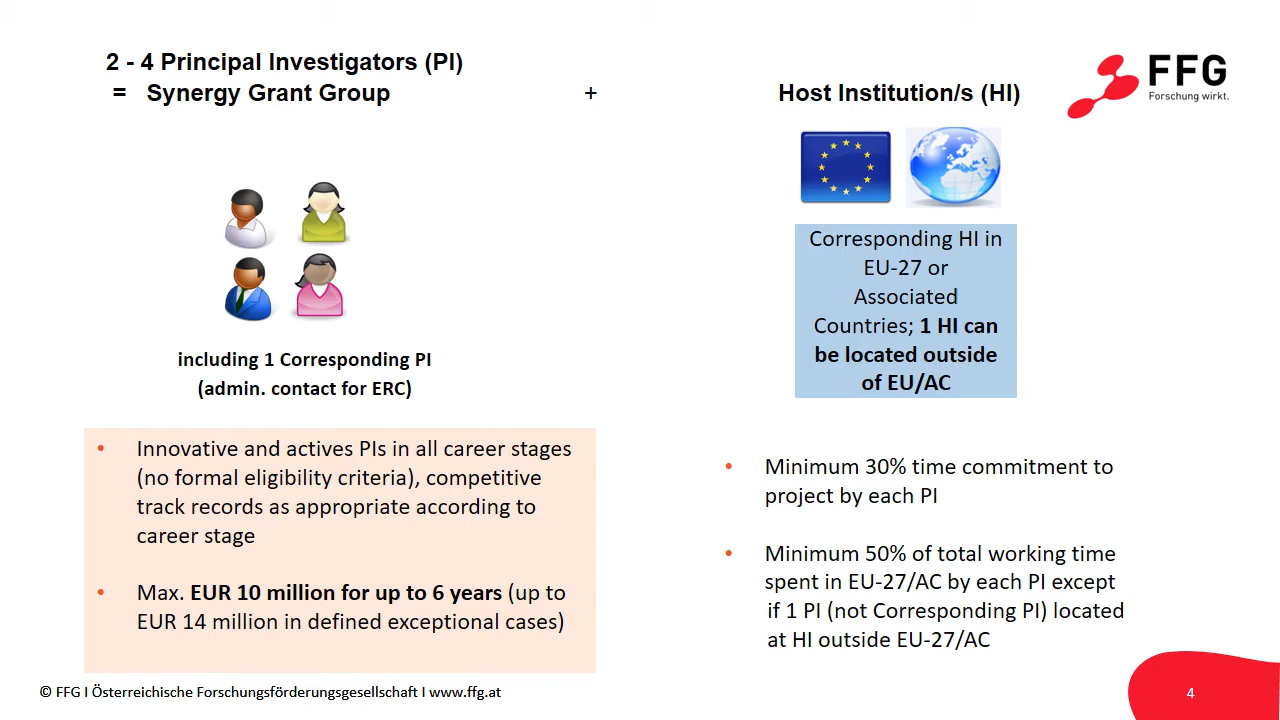 2 - 4 Principal Investigators (PI)
= Synergy Grant Group
+
Host Institution/s (HI)
FFG
Forschung wirkt.
Corresponding HI in
EU-27 or
Associated
Countries; 1 HI can
be located outside
of EU/AC
including 1 Corresponding PI
(admin. contact for ERC)
• Innovative and actives PIs in all career stages
(no formal eligibility criteria), competitive
track records as appropriate according to
career stage
• Max. EUR 10 million for up to 6 years (up to
EUR 14 million in defined exceptional cases)
• Minimum 30% time commitment to
project by each PI
• Minimum 50% of total working time
spent in EU-27/AC by each PI except
if 1 PI (not Corresponding PI) located
at HI outside EU-27/AC
© FFG I Österreichische Forschungsförderungsgesellschaft I www.ffg.at
4